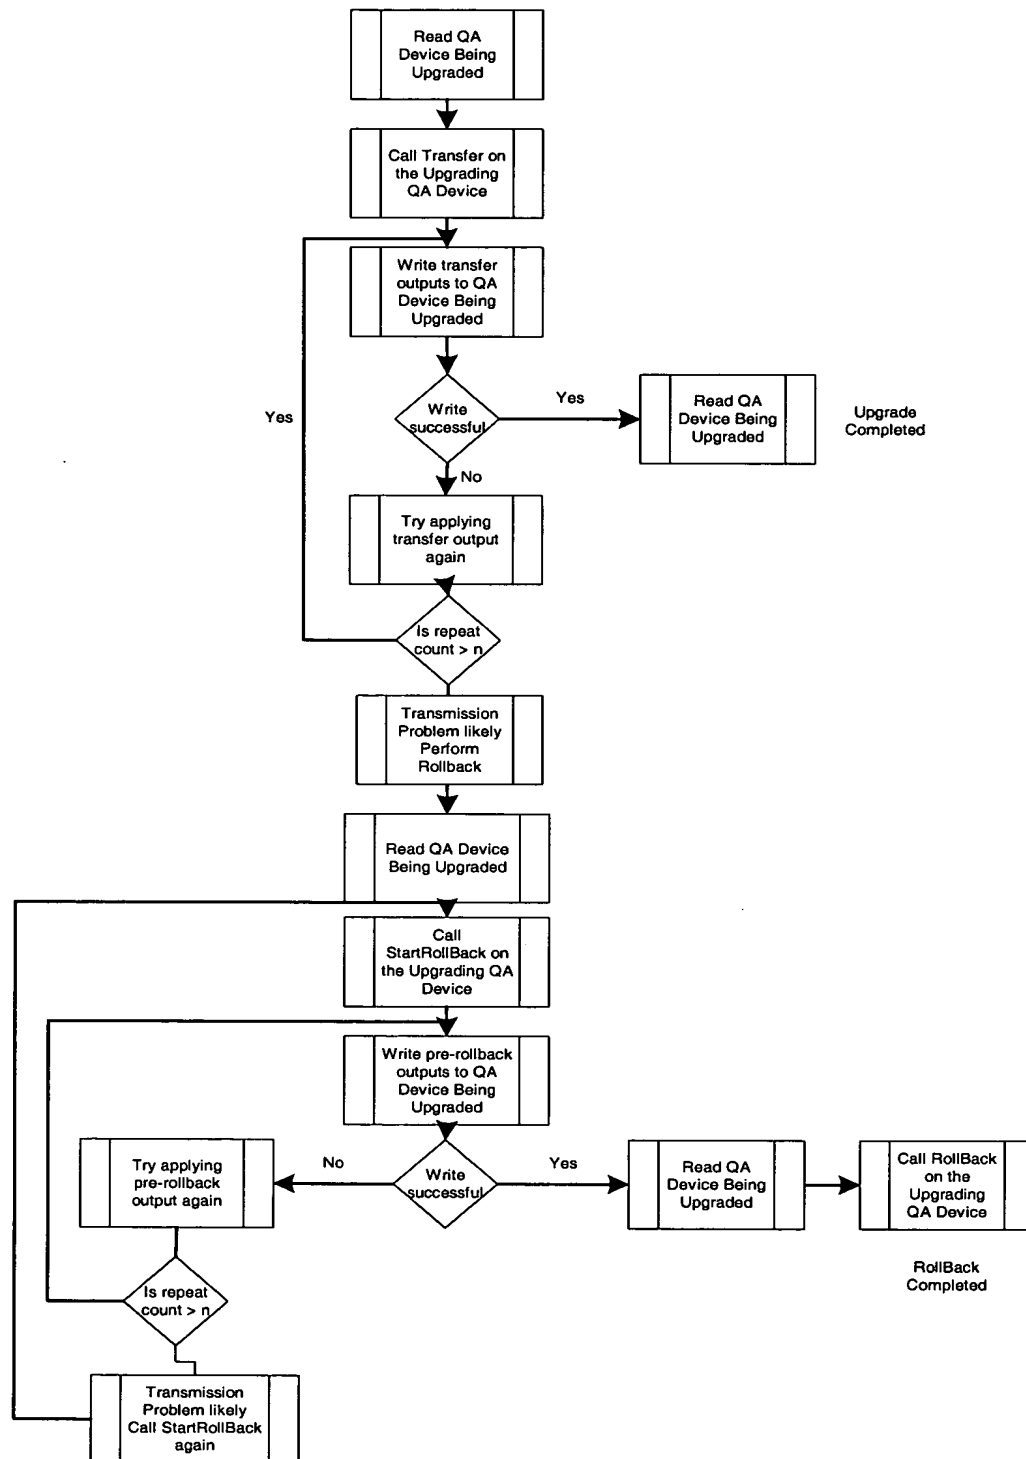 Read QA
Device Being
Upgraded
Call Transfer on
the Upgrading
QA Device
Write transfer
outputs to QA
Device Being
Upgraded
Write
successful
Yes
Read QA
Device Being
Upgraded
Upgrade
Completed
Yes
No
Try applying
transfer output
again
Is repeat
count > n
Transmission
Problem likely
Perform
Rollback
Read QA Device
Being Upgraded
Call
StartRollBack on
the Upgrading QA
Device
Write pre-rollback
outputs to QA
Device Being
Upgraded
Write
successful
No
Yes
Try applying
pre-rollback
output again
Read QA
Device Being
Upgraded
Call RollBack
on the
Upgrading
QA Device
RollBack
Completed
Is repeat
count > n
Transmission
Problem likely
Call StartRollBack
again